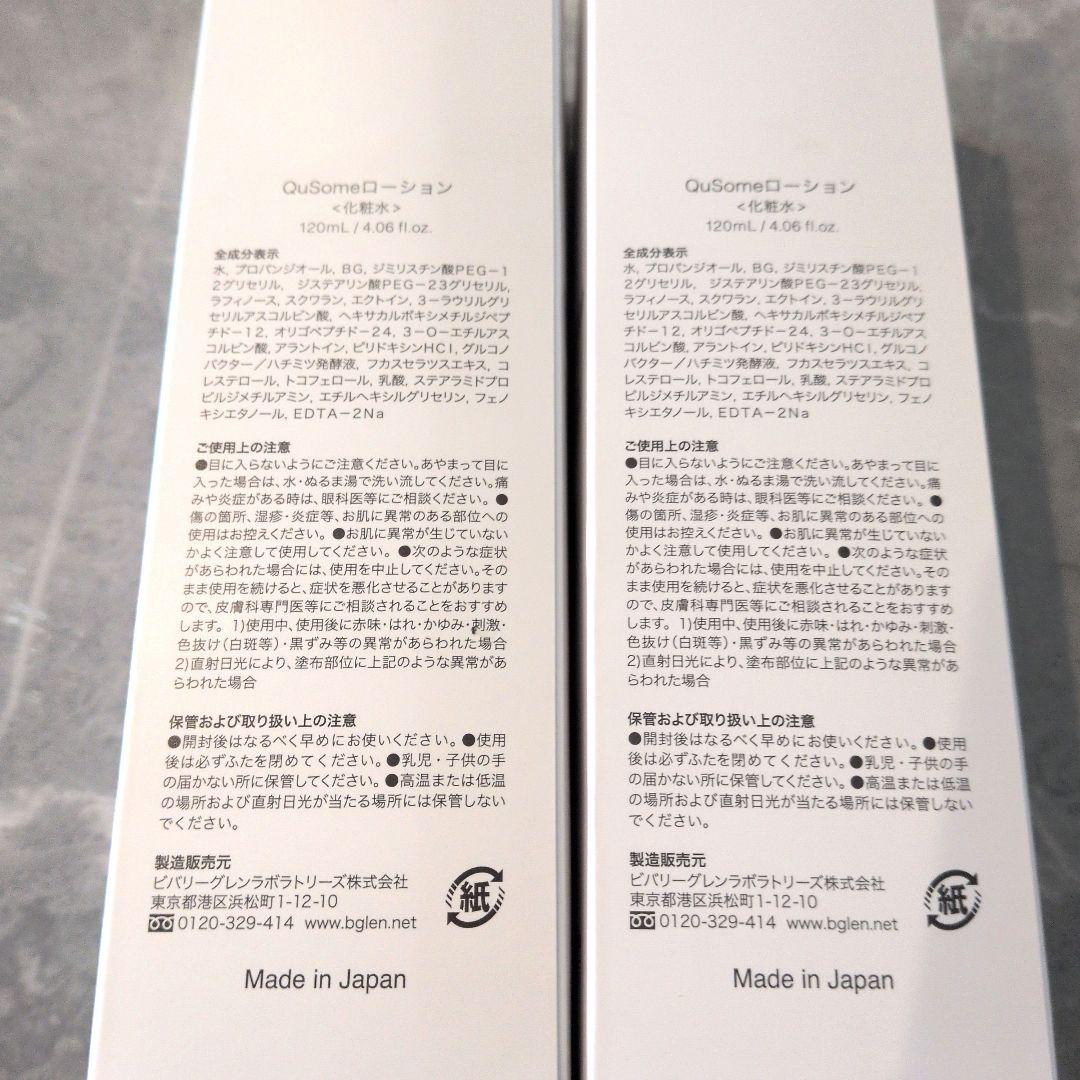 QuSomeローション
<化粧水>
120mL / 4.06 fl.oz.
全成分表示
水, プロパンジオール, BG, ジミリスチン酸PEG-1
2グリセリル, ジステアリン酸PEG-23グリセリル,
ラフィノース, スクワラン, エクトイン, 3-ラウリルグリ
セリルアスコルビン酸, ヘキサカルボキシメチルジペプ
チド-12, オリゴペプチド-24, 3-O-エチルアス
コルビン酸, アラントイン, ピリドキシンHCl, グルコノ
バクター/ハチミツ発酵液, フカスセラツスエキス, コ
レステロール, トコフェロール, 乳酸, ステアラミドプロ
ピルジメチルアミン, エチルヘキシルグリセリン, フェノ
キシエタノール, EDTA-2Na
ご使用上の注意
●目に入らないようにご注意ください。あやまって目に
入った場合は、水・ぬるま湯で洗い流してください。痛
みや炎症がある時は、眼科医等にご相談ください。●
傷の箇所、湿疹・炎症等、お肌に異常のある部位への
使用はお控えください。●お肌に異常が生じていない
かよく注意して使用してください。●次のような症状
があらわれた場合には、使用を中止してください。その
まま使用を続けると、症状を悪化させることがあります
ので、皮膚科専門医等にご相談されることをおすすめ
します。1)使用中、使用後に赤味・はれ・かゆみ・刺激・
色抜け(白斑等)・黒ずみ等の異常があらわれた場合
2)直射日光により、塗布部位に上記のような異常があ
らわれた場合
保管および取り扱い上の注意
●開封後はなるべく早めにお使いください。●使用
後は必ずふたを閉めてください。●乳児・子供の手
の届かない所に保管してください。●高温または低温
の場所および直射日光が当たる場所には保管しない
でください。
製造販売元
ビバリーグレンラボラトリーズ株式会社
東京都港区浜松町1-12-10
0120-329-414 www.bglen.net
紙
Made in Japan
QuSomeローション
<化粧水>
120mL / 4.06 fl.oz.
全成分表示
水, プロパンジオール, BG, ジミリスチン酸PEG-1
2グリセリル, ジステアリン酸PEG-23グリセリル,
ラフィノース, スクワラン, エクトイン, 3-ラウリルグリ
セリルアスコルビン酸, ヘキサカルボキシメチルジペプ
チド-12, オリゴペプチド-24, 3-O-エチルアス
コルビン酸, アラントイン, ピリドキシンHCl, グルコノ
バクター/ハチミツ発酵液, フカスセラツスエキス, コ
レステロール, トコフェロール, 乳酸, ステアラミドプロ
ピルジメチルアミン, エチルヘキシルグリセリン, フェノ
キシエタノール, EDTA-2Na
ご使用上の注意
●目に入らないようにご注意ください。あやまって目に
入った場合は、水・ぬるま湯で洗い流してください。痛
みや炎症がある時は、眼科医等にご相談ください。●
傷の箇所、湿疹・炎症等、お肌に異常のある部位への
使用はお控えください。●お肌に異常が生じていない
かよく注意して使用してください。●次のような症状
があらわれた場合には、使用を中止してください。その
まま使用を続けると、症状を悪化させることがあります
ので、皮膚科専門医等にご相談されることをおすすめ
します。1)使用中、使用後に赤味・はれ・かゆみ・刺激・
色抜け(白斑等)・黒ずみ等の異常があらわれた場合
2)直射日光により、塗布部位に上記のような異常があ
らわれた場合
保管および取り扱い上の注意
●開封後はなるべく早めにお使いください。●使用
後は必ずふたを閉めてください。●乳児・子供の手
の届かない所に保管してください。●高温または低温
の場所および直射日光が当たる場所には保管しない
でください。
製造販売元
ビバリーグレンラボラトリーズ株式会社
東京都港区浜松町1-12-10
0120-329-414 www.bglen.net
紙
Made in Japan